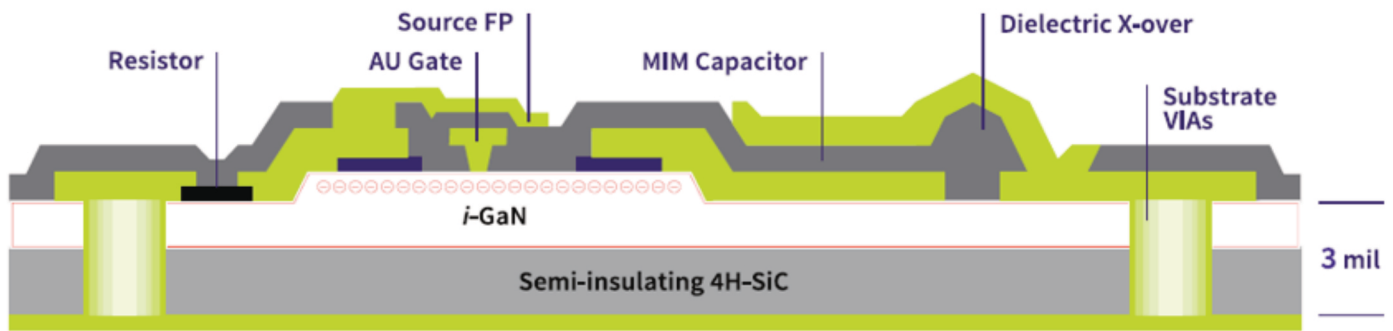 Source FP
Dielectric X-over
Resistor
AU Gate
MIM Capacitor
Substrate
VIAs
i-GaN
3 mil
Semi-insulating 4H-SiC